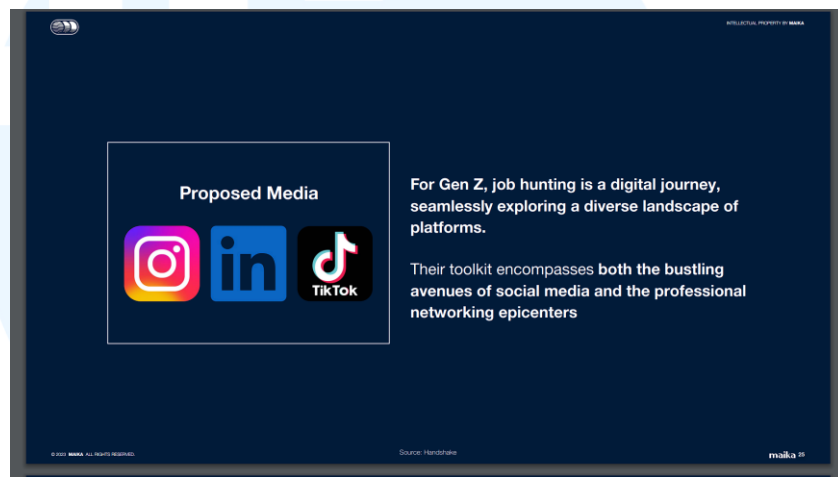 INTELLECTUAL PROPERTY BY MAIKA
Proposed Media
in
TikTok
For Gen Z, job hunting is a digital journey,
seamlessly exploring a diverse landscape of
platforms.
Their toolkit encompasses both the bustling
avenues of social media and the professional
networking epicenters
© 2023 MAIKA ALL RIGHTS RESERVED.
Source: Handshake
maika 25